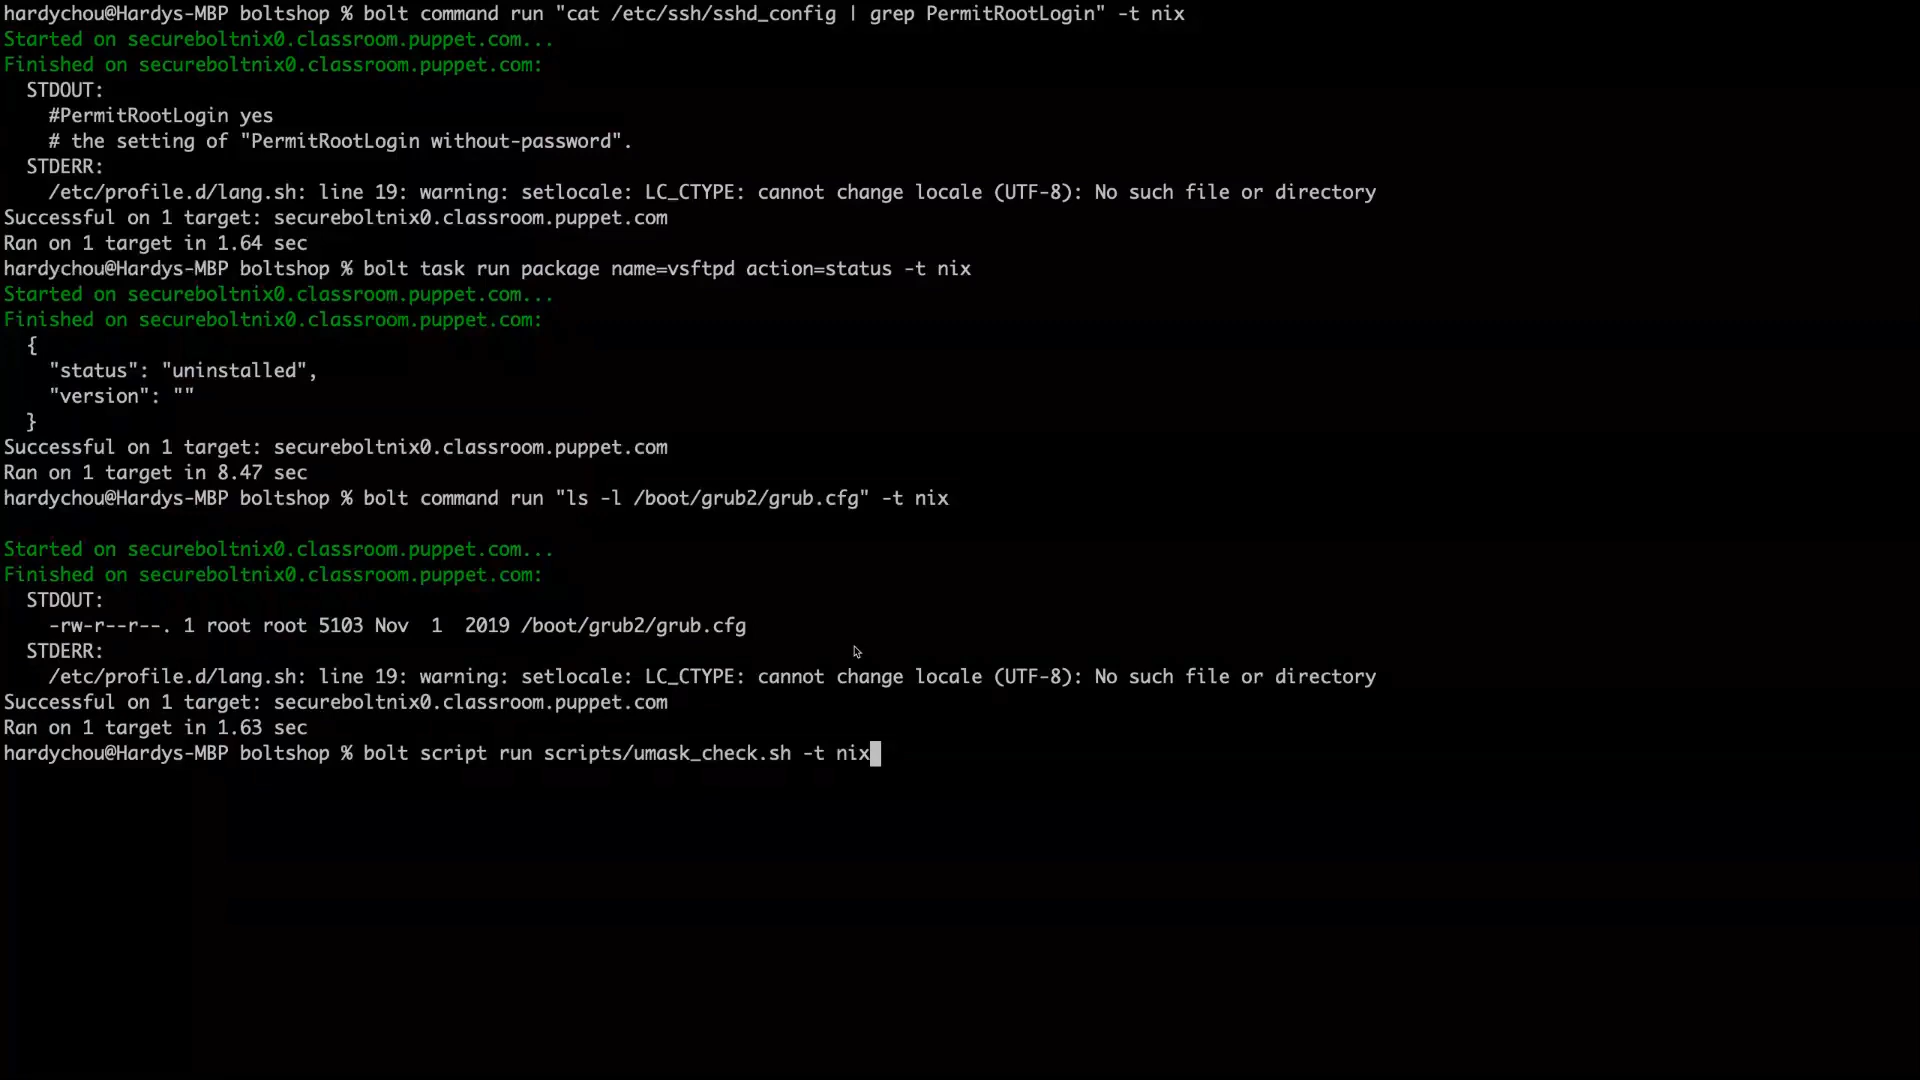 hardychou@Hardys-MBP boltshop % bolt command run "cat /etc/ssh/sshd_config | grep PermitRootLogin" -t nix
Started on secureboltnix0.classroom.puppet.com...
Finished on secureboltnix0.classroom.puppet.com:
  STDOUT:
    #PermitRootLogin yes
    # the setting of "PermitRootLogin without-password".
  STDERR:
    /etc/profile.d/lang.sh: line 19: warning: setlocale: LC_CTYPE: cannot change locale (UTF-8): No such file or directory
Successful on 1 target: secureboltnix0.classroom.puppet.com
Ran on 1 target in 1.64 sec
hardychou@Hardys-MBP boltshop % bolt task run package name=vsftpd action=status -t nix
Started on secureboltnix0.classroom.puppet.com...
Finished on secureboltnix0.classroom.puppet.com:
  {
    "status": "uninstalled",
    "version": ""
  }
Successful on 1 target: secureboltnix0.classroom.puppet.com
Ran on 1 target in 8.47 sec
hardychou@Hardys-MBP boltshop % bolt command run "ls -l /boot/grub2/grub.cfg" -t nix
Started on secureboltnix0.classroom.puppet.com...
Finished on secureboltnix0.classroom.puppet.com:
  STDOUT:
    -rw-r--r--. 1 root root 5103 Nov  1  2019 /boot/grub2/grub.cfg
  STDERR:
    /etc/profile.d/lang.sh: line 19: warning: setlocale: LC_CTYPE: cannot change locale (UTF-8): No such file or directory
Successful on 1 target: secureboltnix0.classroom.puppet.com
Ran on 1 target in 1.63 sec
hardychou@Hardys-MBP boltshop % bolt script run scripts/umask_check.sh -t nix